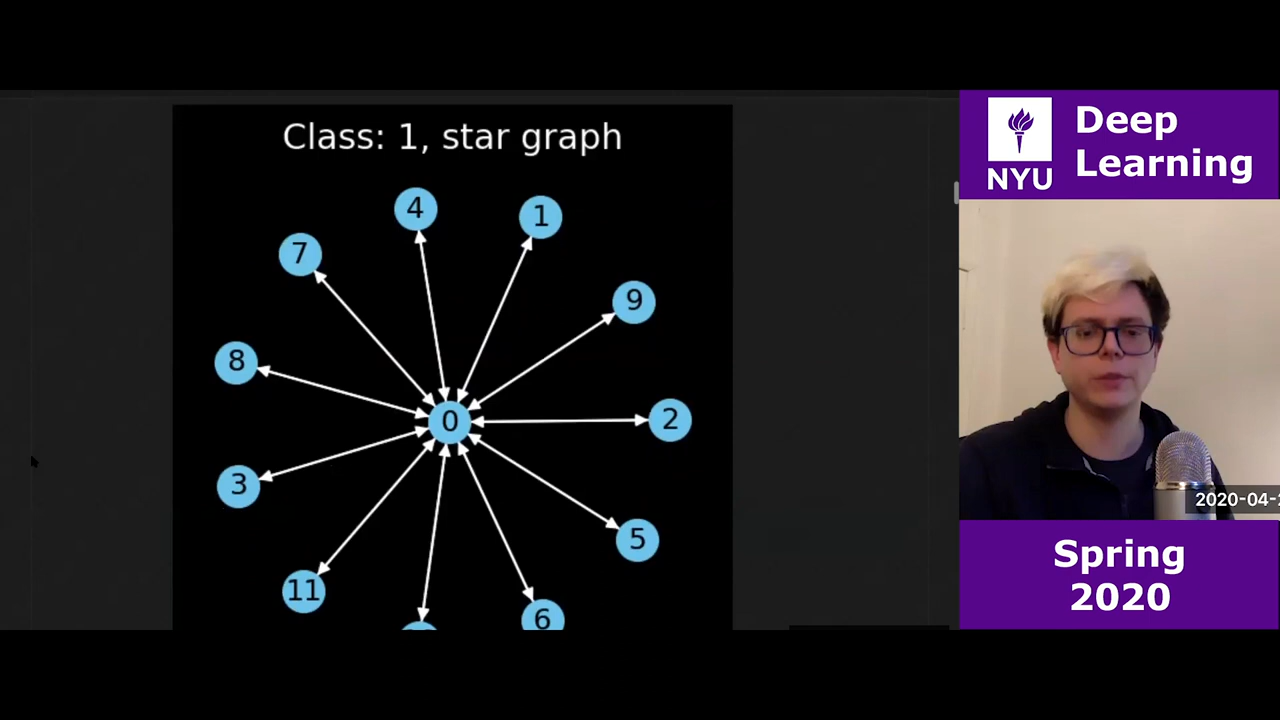 Class: 1, star graph
4
1
7
9
8
0
2
3
5
11
6
NYU
Deep
Learning
2020-04-
Spring
2020